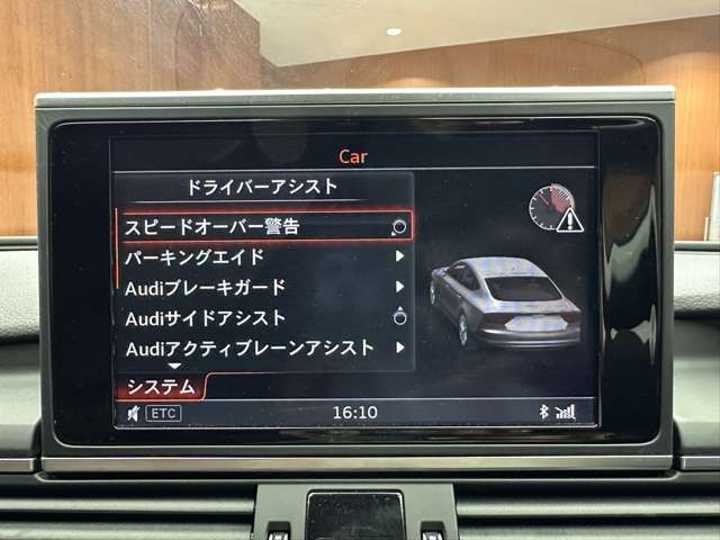 Car
ドライバーアシスト
スピードオーバー警告
パーキングエイド
Audiブレーキガード
Audiサイドアシスト
Audiアクティブレーンアシスト
システム
ETC
16:10